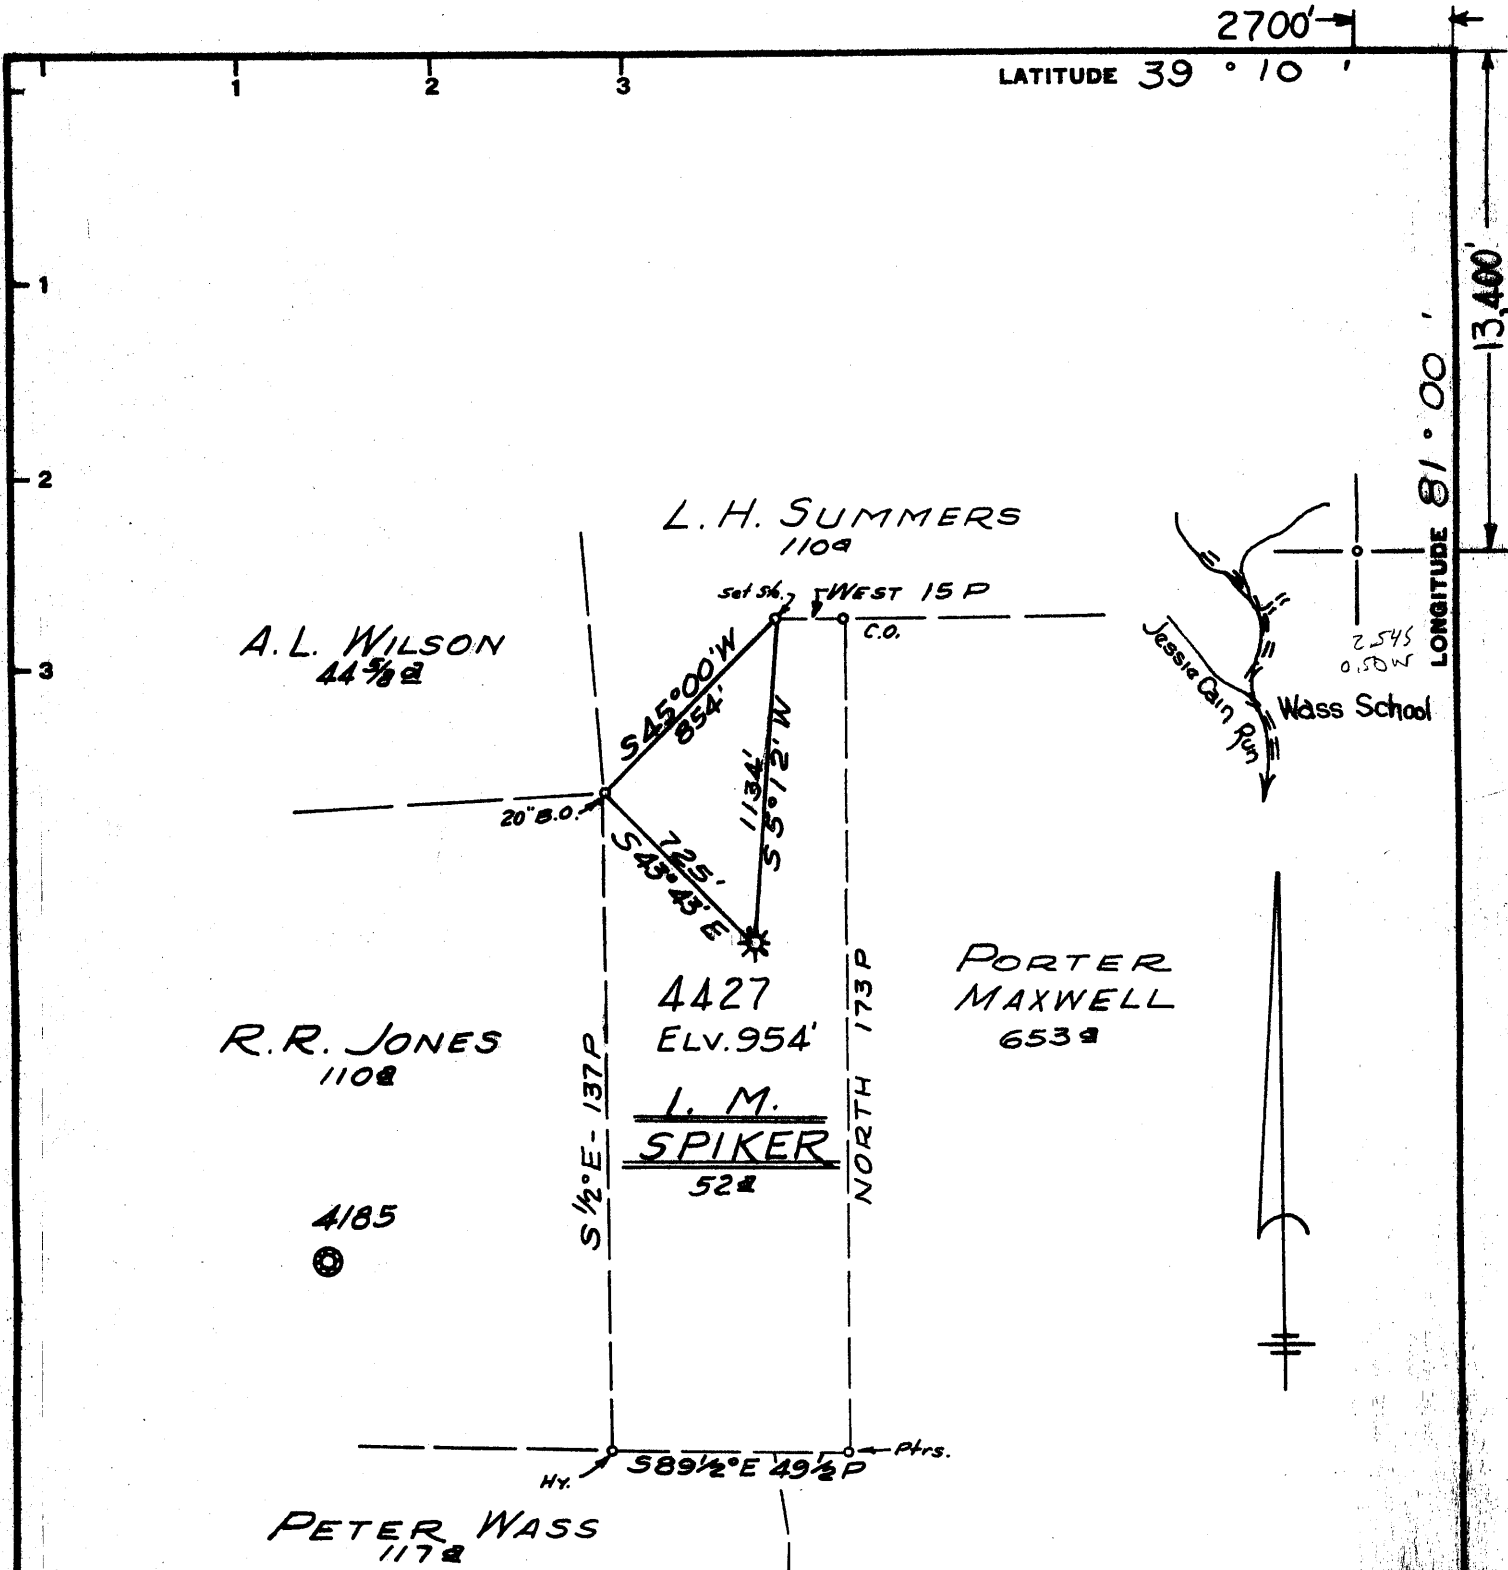 2700'
LATITUDE 39 ° 10 '
1
2
3
13,400'
1
2
3
LONGITUDE 81 ° 00 '
L. H. SUMMERS
110a
Set Stk.
WEST 15 P
C.O.
A. L. WILSON
44 5/8 a
S 45° 00' W
854'
1134'
S 5° 12' W
20" B.O.
725'
S 43° 43' E
2.54S
0.50W
Jessie Cain Run
Wass School
4427
ELV. 954'
PORTER
MAXWELL
653 a
R. R. JONES
110 a
I. M.
SPIKER
52 a
S 1/2° E - 137 P
NORTH 173 P
4185
Ptrs.
S 89 1/2° E 49 1/2 P
Hy.
PETER WASS
117 a